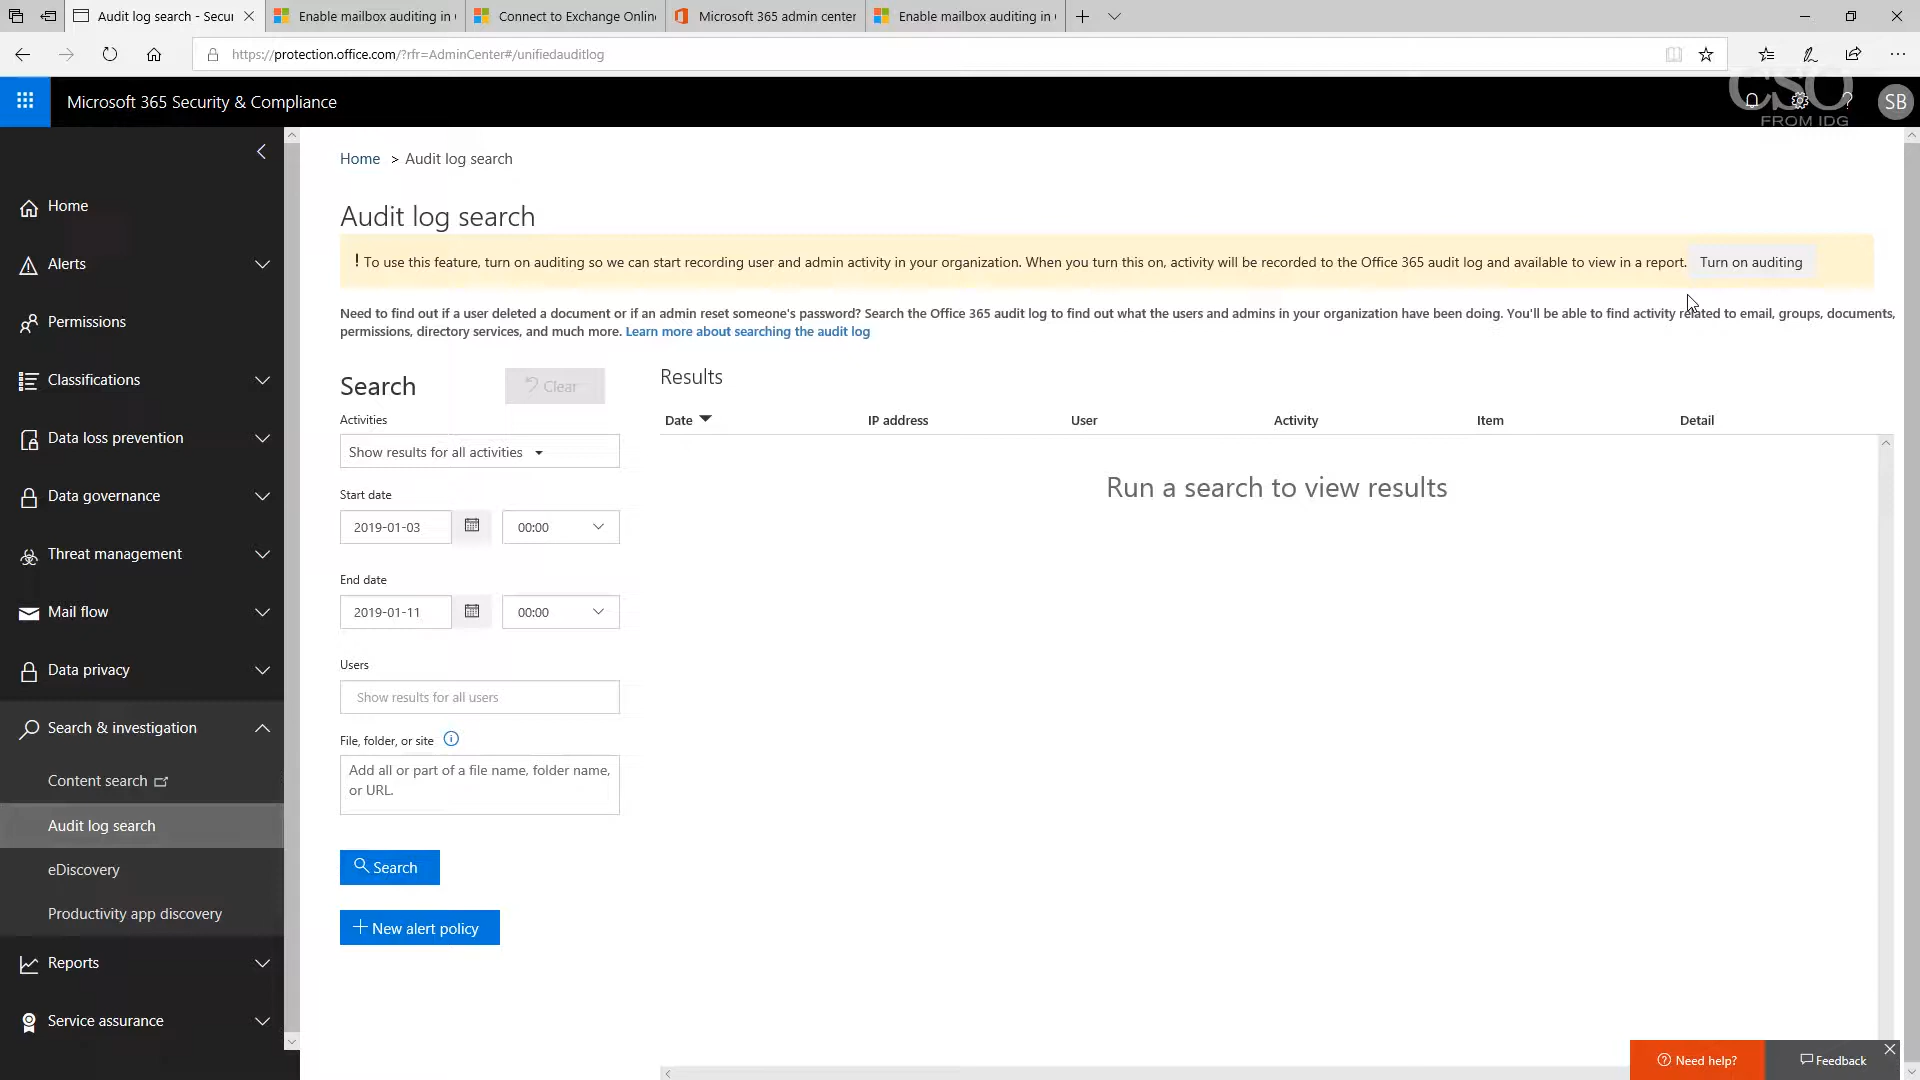 Audit log search - Secu
Enable mailbox auditing in
Connect to Exchange Onlin
Microsoft 365 admin center
Enable mailbox auditing in
https://protection.office.com/?rfr=AdminCenter#/unifiedauditlog
Microsoft 365 Security & Compliance
CSO
FROM IDG
SB
Home
Alerts
Permissions
Classifications
Data loss prevention
Data governance
Threat management
Mail flow
Data privacy
Search & investigation
Content search
Audit log search
eDiscovery
Productivity app discovery
Reports
Service assurance
Home > Audit log search
Audit log search
! To use this feature, turn on auditing so we can start recording user and admin activity in your organization. When you turn this on, activity will be recorded to the Office 365 audit log and available to view in a report. Turn on auditing
Need to find out if a user deleted a document or if an admin reset someone's password? Search the Office 365 audit log to find out what the users and admins in your organization have been doing. You'll be able to find activity related to email, groups, documents,
permissions, directory services, and much more. Learn more about searching the audit log
Search
Clear
Activities
Show results for all activities
Start date
2019-01-03
00:00
End date
2019-01-11
00:00
Users
Show results for all users
File, folder, or site
Add all or part of a file name, folder name,
or URL.
Search
+ New alert policy
Results
Date IP address User Activity Item Detail
Run a search to view results
Need help?
Feedback